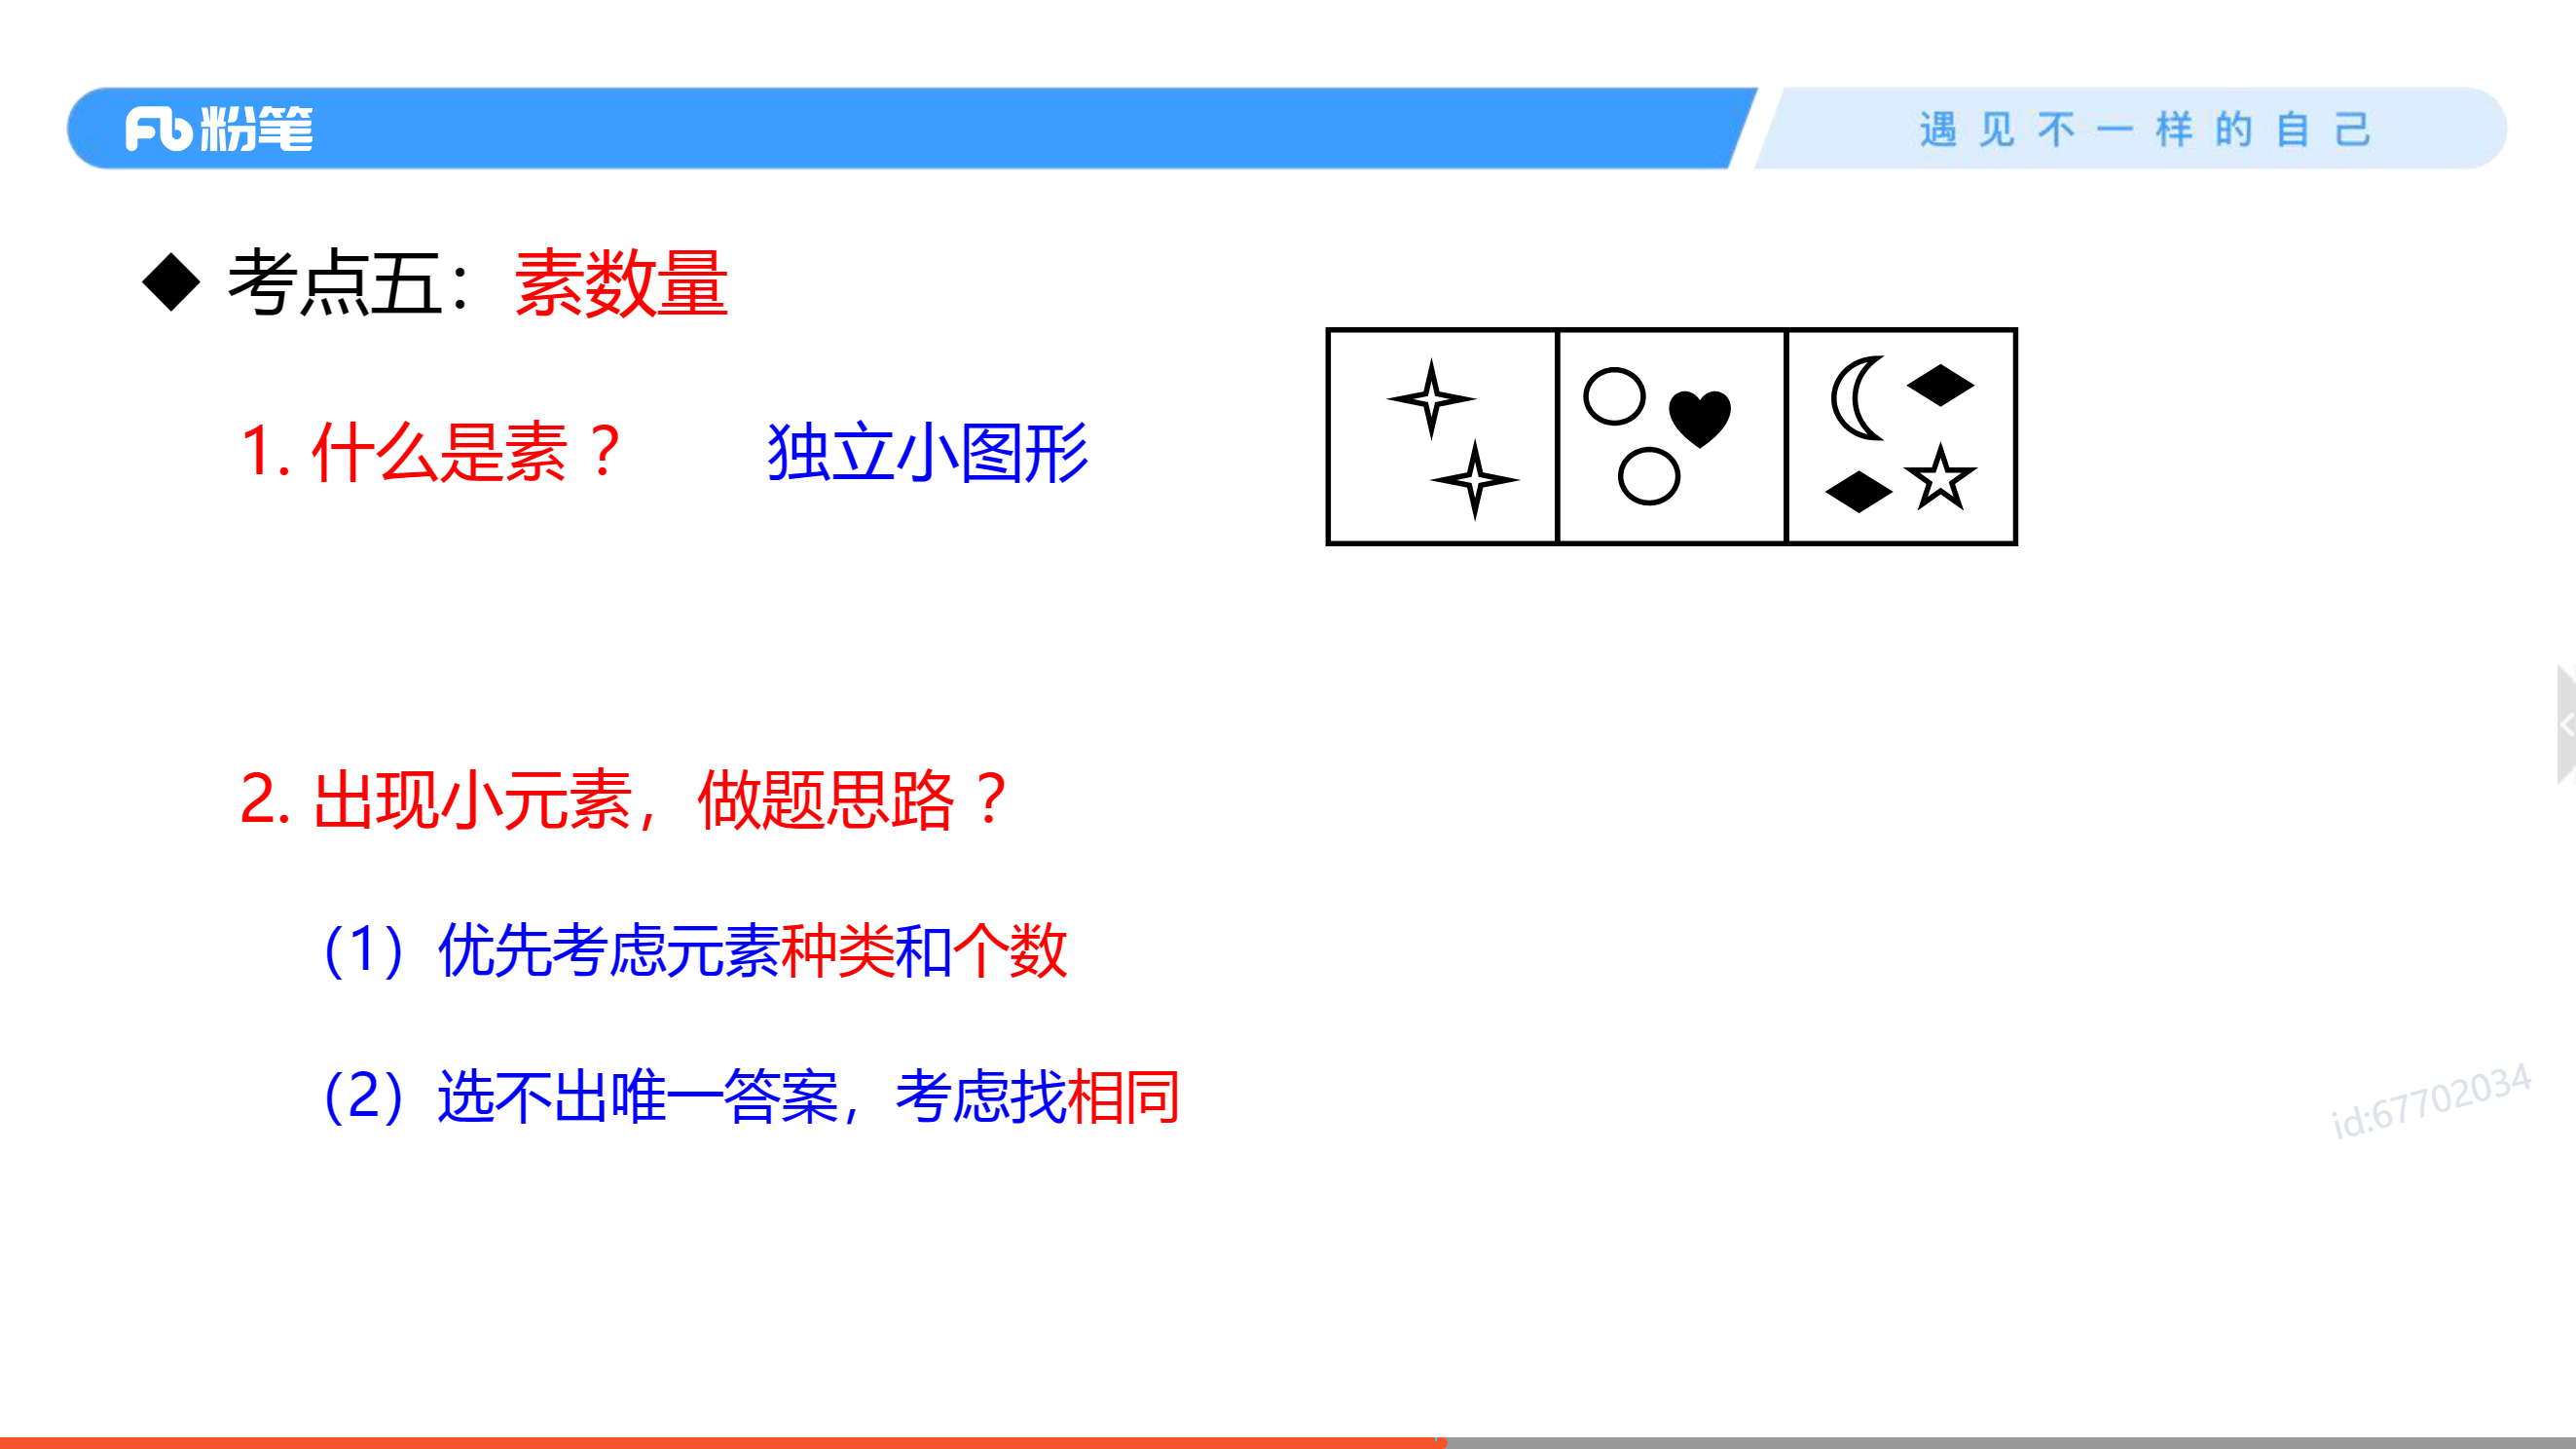 粉笔
遇见不一样的自己
◆ 考点五：素数量
1. 什么是素？ 独立小图形
2. 出现小元素，做题思路？
（1）优先考虑元素种类和个数
（2）选不出唯一答案，考虑找相同
id:67702034